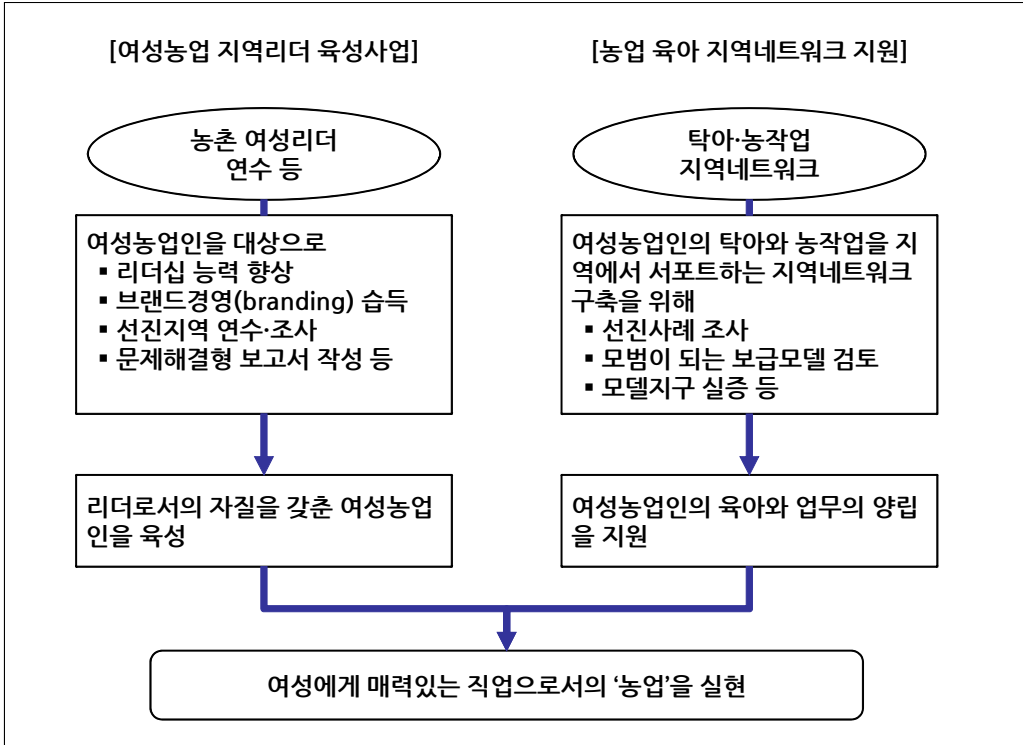 [여성농업 지역리더 육성사업]
농촌 여성리더
연수 등
여성농업인을 대상으로
▪ 리더십 능력 향상
▪ 브랜드경영(branding) 습득
▪ 선진지역 연수·조사
▪ 문제해결형 보고서 작성 등
리더로서의 자질을 갖춘 여성농업
인을 육성
[농업 육아 지역네트워크 지원]
탁아·농작업
지역네트워크
여성농업인의 탁아와 농작업을 지
역에서 서포트하는 지역네트워크
구축을 위해
▪ 선진사례 조사
▪ 모범이 되는 보급모델 검토
▪ 모델지구 실증 등
여성농업인의 육아와 업무의 양립
을 지원
여성에게 매력있는 직업으로서의 ‘농업’을 실현